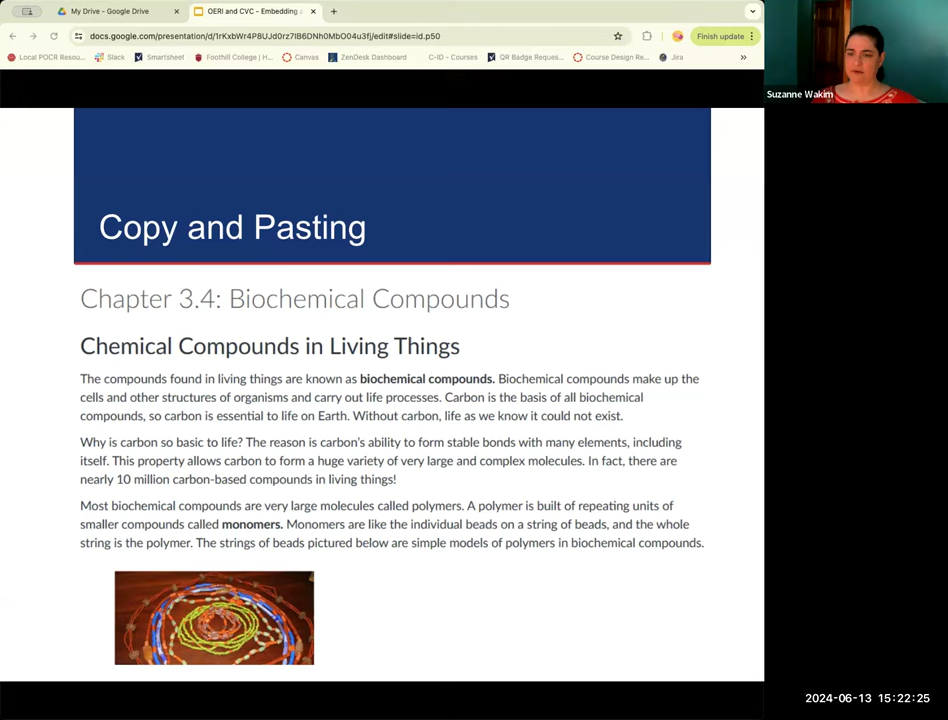 My Drive - Google Drive
OERI and CVC - Embedding a
docs.google.com/presentation/d/1rKxbWr4P8UJd0rz7IB6DNh0MbO04u3fj/edit#slide=id.p50
Finish update
Local POCR Resou...
Slack
Smartsheet
Foothill College | H...
Canvas
ZenDesk Dashboard
C-ID - Courses
QR Badge Reques...
Course Design Re...
Jira
»
Suzanne Wakim
Copy and Pasting
Chapter 3.4: Biochemical Compounds
Chemical Compounds in Living Things
The compounds found in living things are known as biochemical compounds. Biochemical compounds make up the
cells and other structures of organisms and carry out life processes. Carbon is the basis of all biochemical
compounds, so carbon is essential to life on Earth. Without carbon, life as we know it could not exist.
Why is carbon so basic to life? The reason is carbon's ability to form stable bonds with many elements, including
itself. This property allows carbon to form a huge variety of very large and complex molecules. In fact, there are
nearly 10 million carbon-based compounds in living things!
Most biochemical compounds are very large molecules called polymers. A polymer is built of repeating units of
smaller compounds called monomers. Monomers are like the individual beads on a string of beads, and the whole
string is the polymer. The strings of beads pictured below are simple models of polymers in biochemical compounds.
2024-06-13 15:22:25